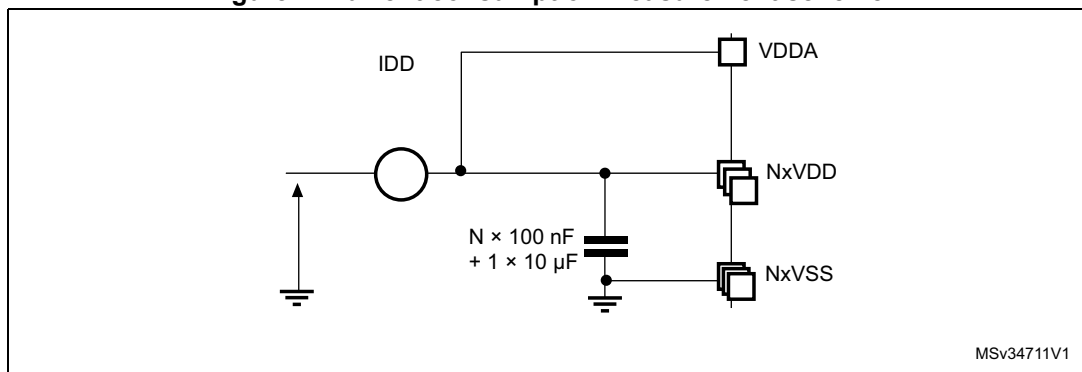 IDD
VDDA
NxVDD
N × 100 nF
+ 1 × 10 µF
NxVSS
MSv34711V1